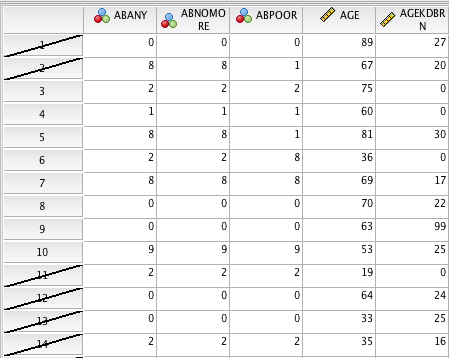 ABANY ABNOMO RE ABPOOR AGE AGEKDBR N
1 0 0 0 89 27
2 8 8 1 67 20
3 2 2 2 75 0
4 1 1 1 60 0
5 8 8 1 81 30
6 2 2 8 36 0
7 8 8 8 69 17
8 0 0 0 70 22
9 0 0 0 63 99
10 9 9 9 53 25
11 2 2 2 19 0
12 0 0 0 64 24
13 0 0 0 33 25
14 2 2 2 35 16